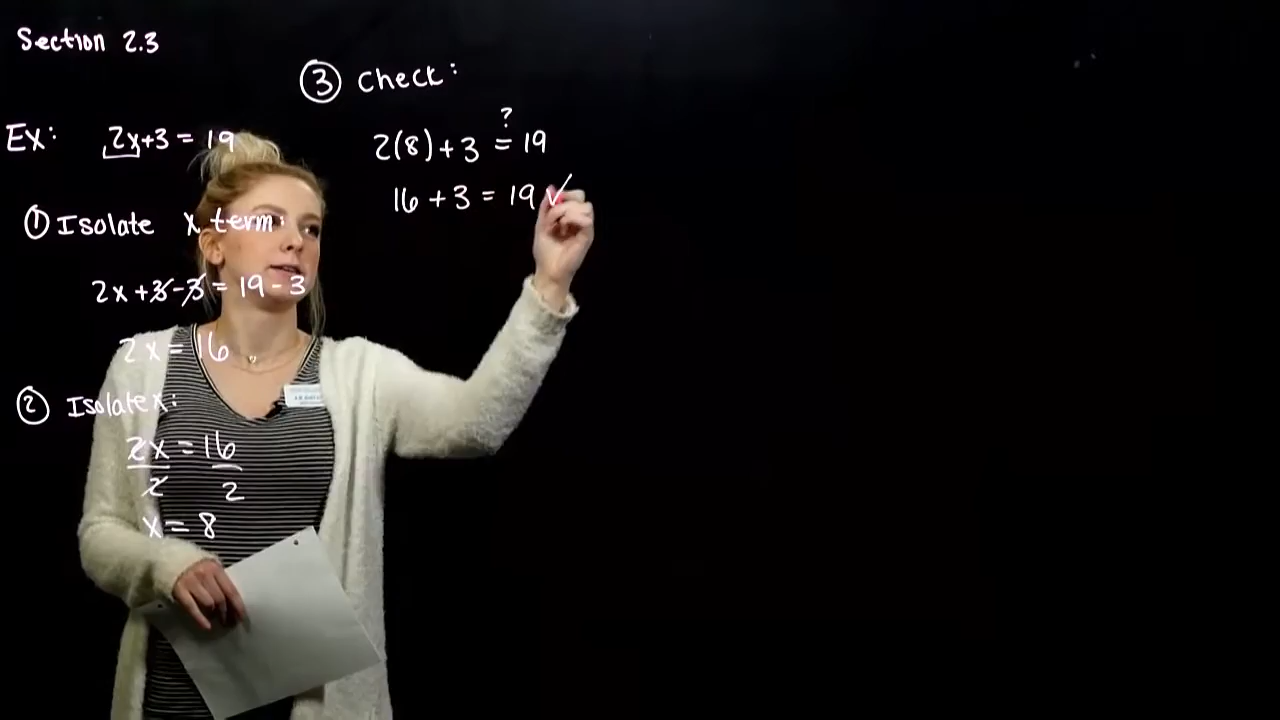 Section 2.3
Ex: 2x+3 = 19
① Isolate x term:
2x+3-3 = 19-3
2x = 16
② Isolate x:
2x = 16
2 2
x = 8
③ Check:
?
2(8)+3 = 19
16+3 = 19 ✓